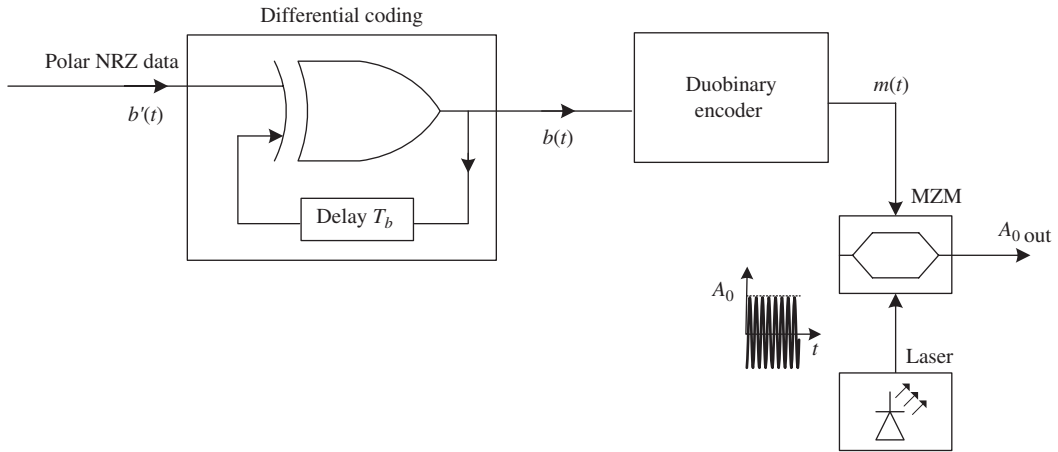 Differential coding
Polar NRZ data
b′(t)
Delay T_b
b(t)
Duobinary
encoder
m(t)
MZM
A_0 out
A_0
t
Laser